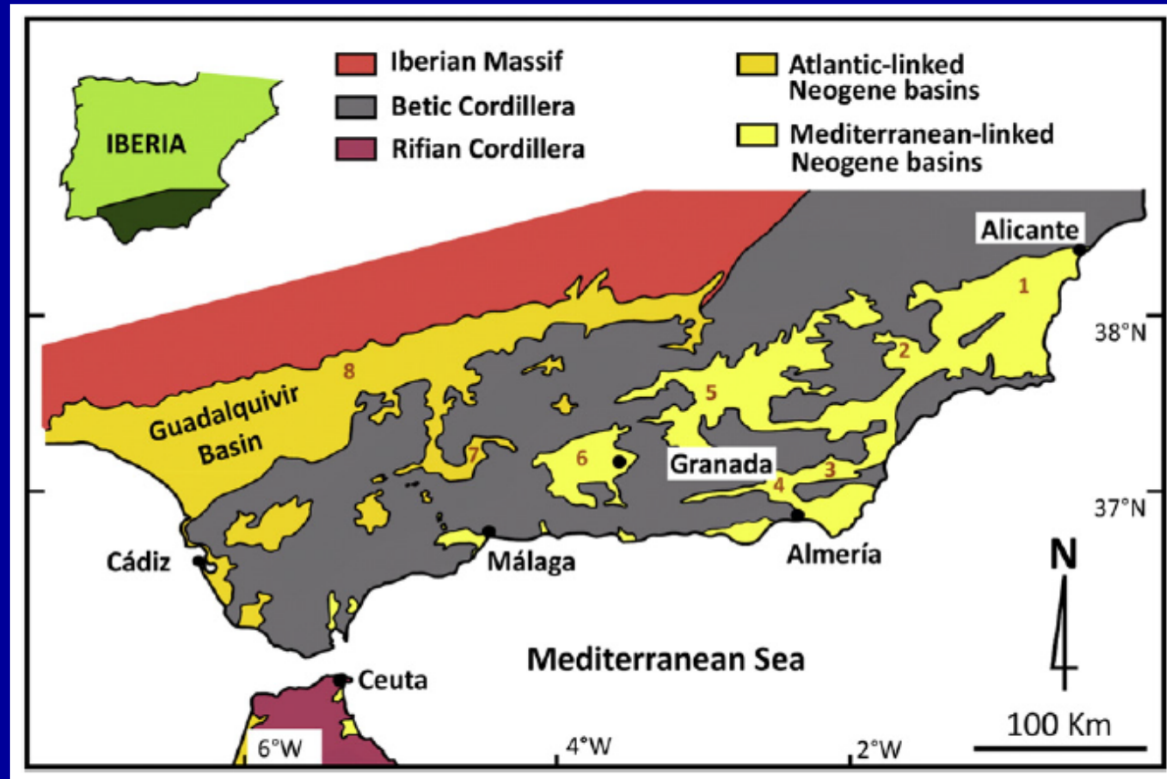 IBERIA
Iberian Massif
Betic Cordillera
Rifian Cordillera
Atlantic-linked
Neogene basins
Mediterranean-linked
Neogene basins
Alicante
1
38°N
2
8
5
Guadalquivir
Basin
7
6
Granada
3
4
37°N
Cádiz
Málaga
Almería
N
Mediterranean Sea
Ceuta
100 Km
6°W
4°W
2°W